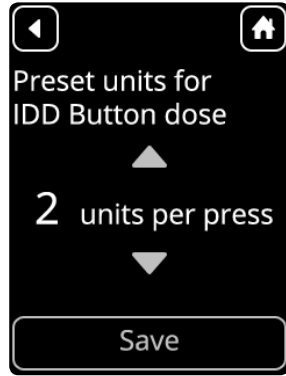 Preset units for
IDD Button dose
2 units per press
Save